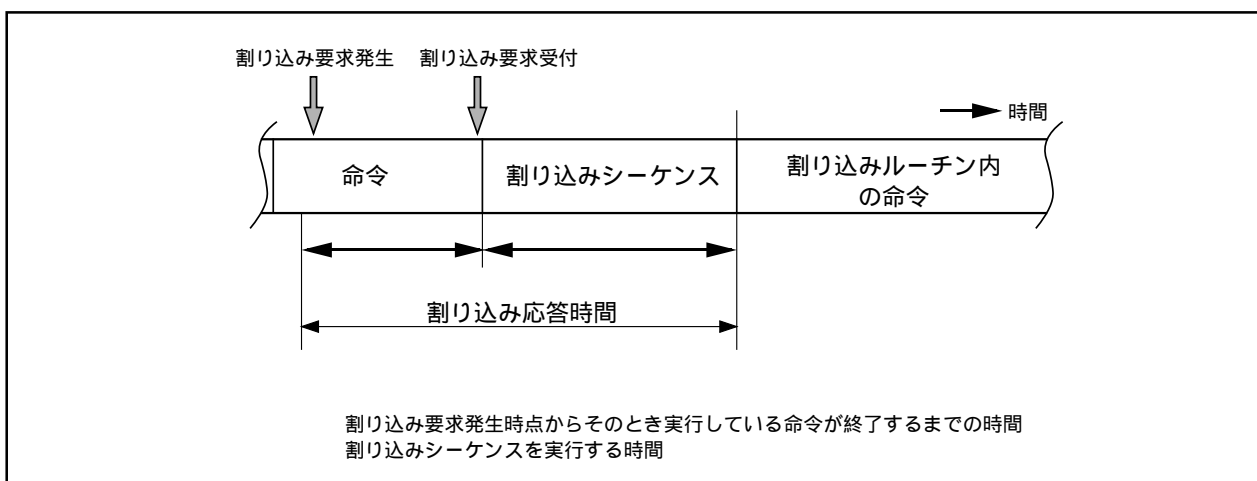 割り込み要求発生 割り込み要求受付
時間
命令 割り込みシーケンス 割り込みルーチン内
の命令
割り込み応答時間
割り込み要求発生時点からそのとき実行している命令が終了するまでの時間
割り込みシーケンスを実行する時間